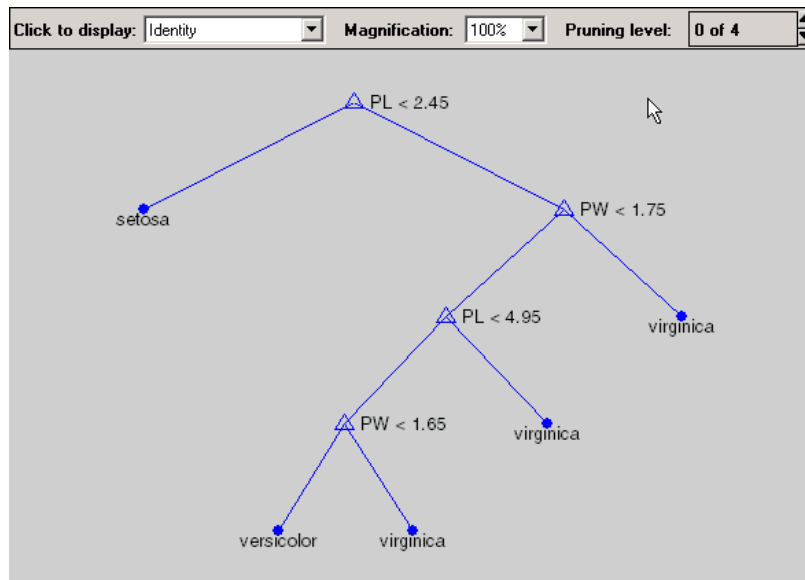 Click to display: Identity Magnification: 100% Pruning level: 0 of 4
PL < 2.45
setosa
PW < 1.75
PL < 4.95
virginica
PW < 1.65
virginica
versicolor
virginica